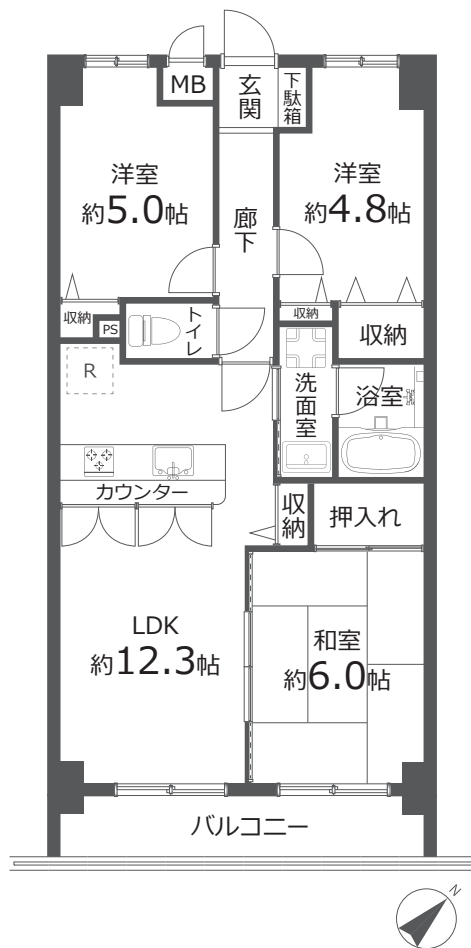 MB
玄関
下駄箱
洋室
約5.0帖
洋室
約4.8帖
廊下
収納
PS
トイレ
収納
収納
R
洗面室
浴室
カウンター
収納
押入れ
LDK
約12.3帖
和室
約6.0帖
バルコニー
N